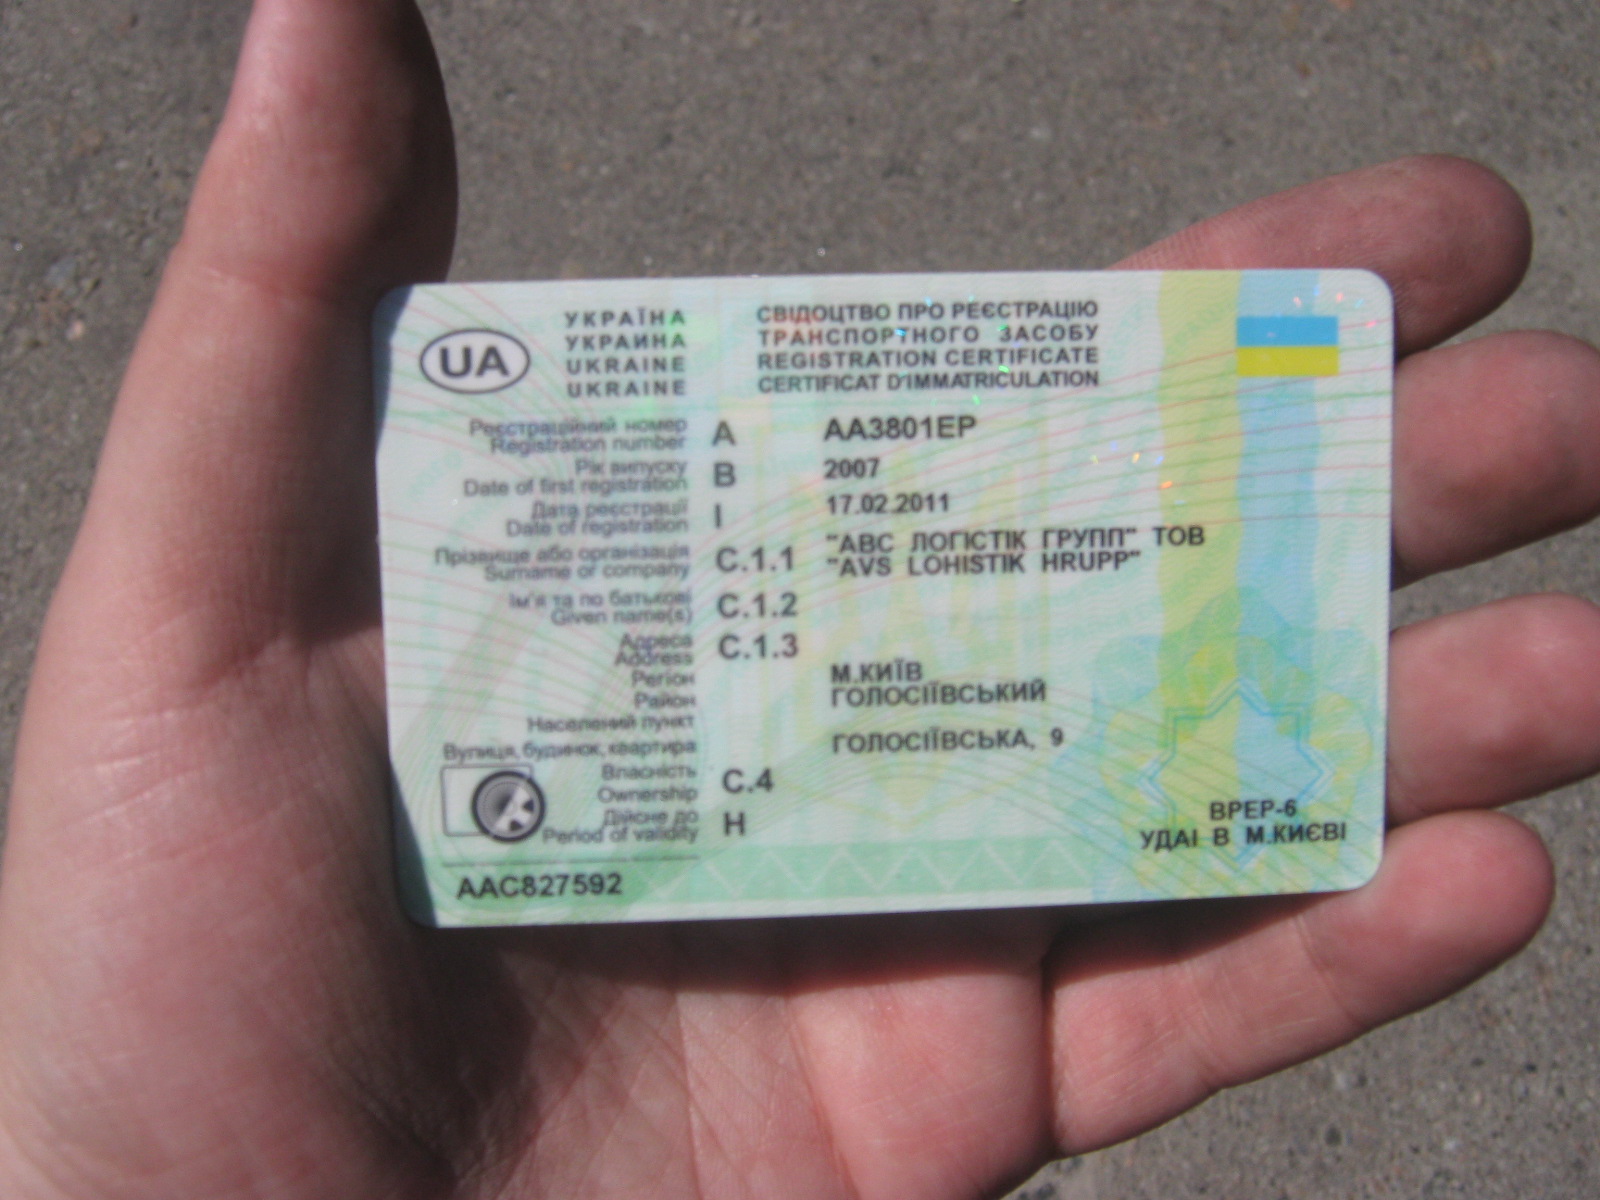 UA
УКРАЇНА
УКРАИНА
UKRAINE
UKRAINE
СВІДОЦТВО ПРО РЕЄСТРАЦІЮ
ТРАНСПОРТНОГО ЗАСОБУ
REGISTRATION CERTIFICATE
CERTIFICAT D'IMMATRICULATION
Реєстраційний номер
Registration number
A
AA3801EP
Рік випуску
Date of first registration
B
2007
Дата реєстрації
Date of registration
I
17.02.2011
Прізвище або організація
Surname or company
C.1.1
"АВС ЛОГІСТІК ГРУПП" ТОВ
"AVS LOHISTIK HRUPP"
Ім'я та по батькові
Given name(s)
C.1.2
Адреса
Address
C.1.3
Регіон
М.КИЇВ
Район
ГОЛОСІЇВСЬКИЙ
Населений пункт
Вулиця, будинок, квартира
ГОЛОСІЇВСЬКА, 9
Власність
Ownership
C.4
Дійсне до
Period of validity
H
ВРЕР-6
УДАІ В М.КИЄВІ
AAC827592